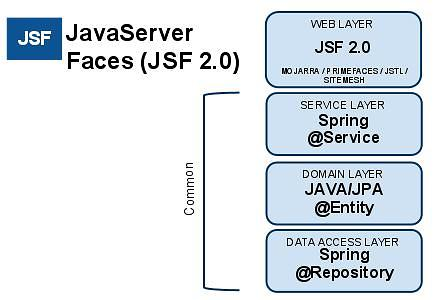 JSF
JavaServer
Faces (JSF 2.0)
WEB LAYER
JSF 2.0
MOJARRA / PRIMEFACES / JSTL /
SITEMESH
Common
SERVICE LAYER
Spring
@Service
DOMAIN LAYER
JAVA/JPA
@Entity
DATA ACCESS LAYER
Spring
@Repository